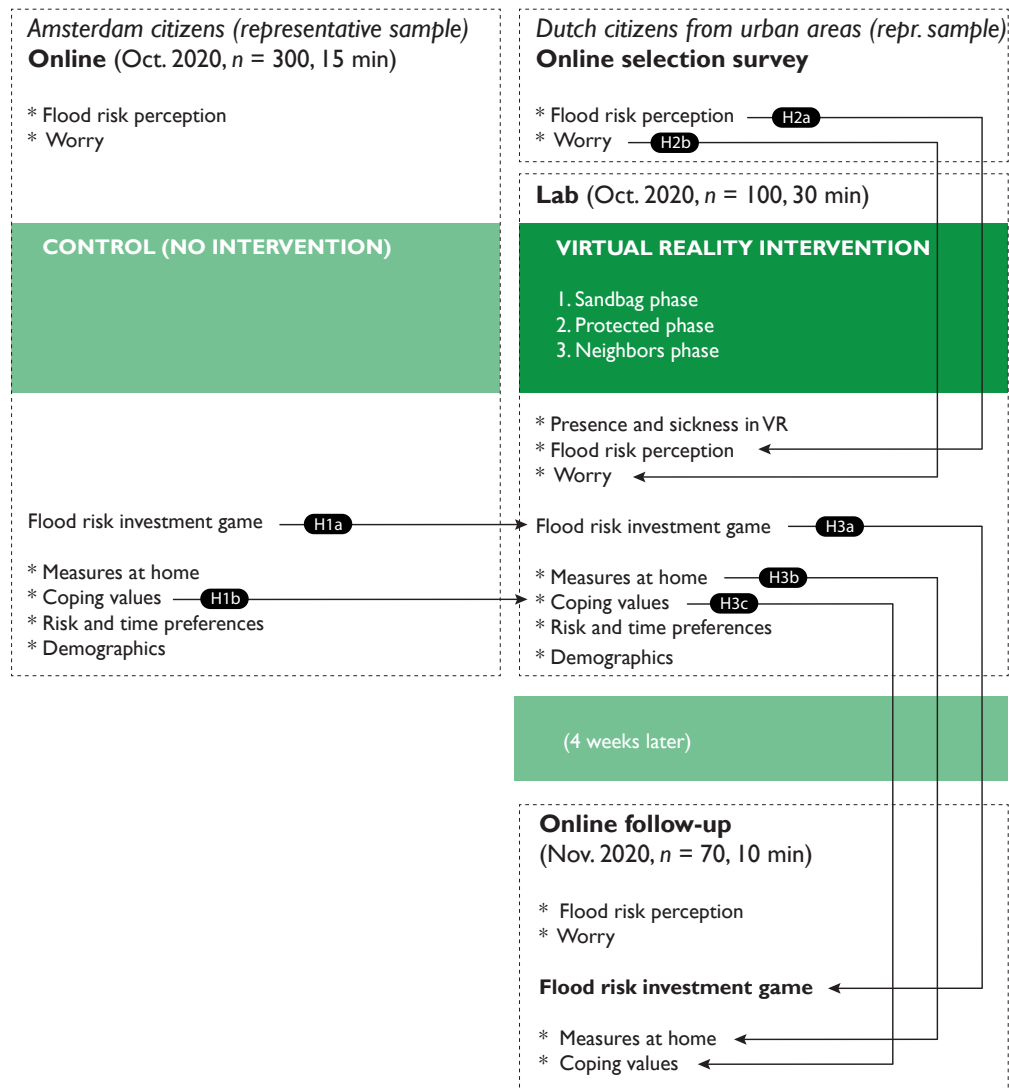 Amsterdam citizens (representative sample)
Online (Oct. 2020, n = 300, 15 min)
* Flood risk perception
* Worry
CONTROL (NO INTERVENTION)
Flood risk investment game
H1a
* Measures at home
* Coping values
H1b
* Risk and time preferences
* Demographics
Dutch citizens from urban areas (repr. sample)
Online selection survey
* Flood risk perception
H2a
* Worry
H2b
Lab (Oct. 2020, n = 100, 30 min)
VIRTUAL REALITY INTERVENTION
1. Sandbag phase
2. Protected phase
3. Neighbors phase
* Presence and sickness in VR
* Flood risk perception
* Worry
Flood risk investment game
H3a
* Measures at home
H3b
* Coping values
H3c
* Risk and time preferences
* Demographics
(4 weeks later)
Online follow-up
(Nov. 2020, n = 70, 10 min)
* Flood risk perception
* Worry
Flood risk investment game
* Measures at home
* Coping values